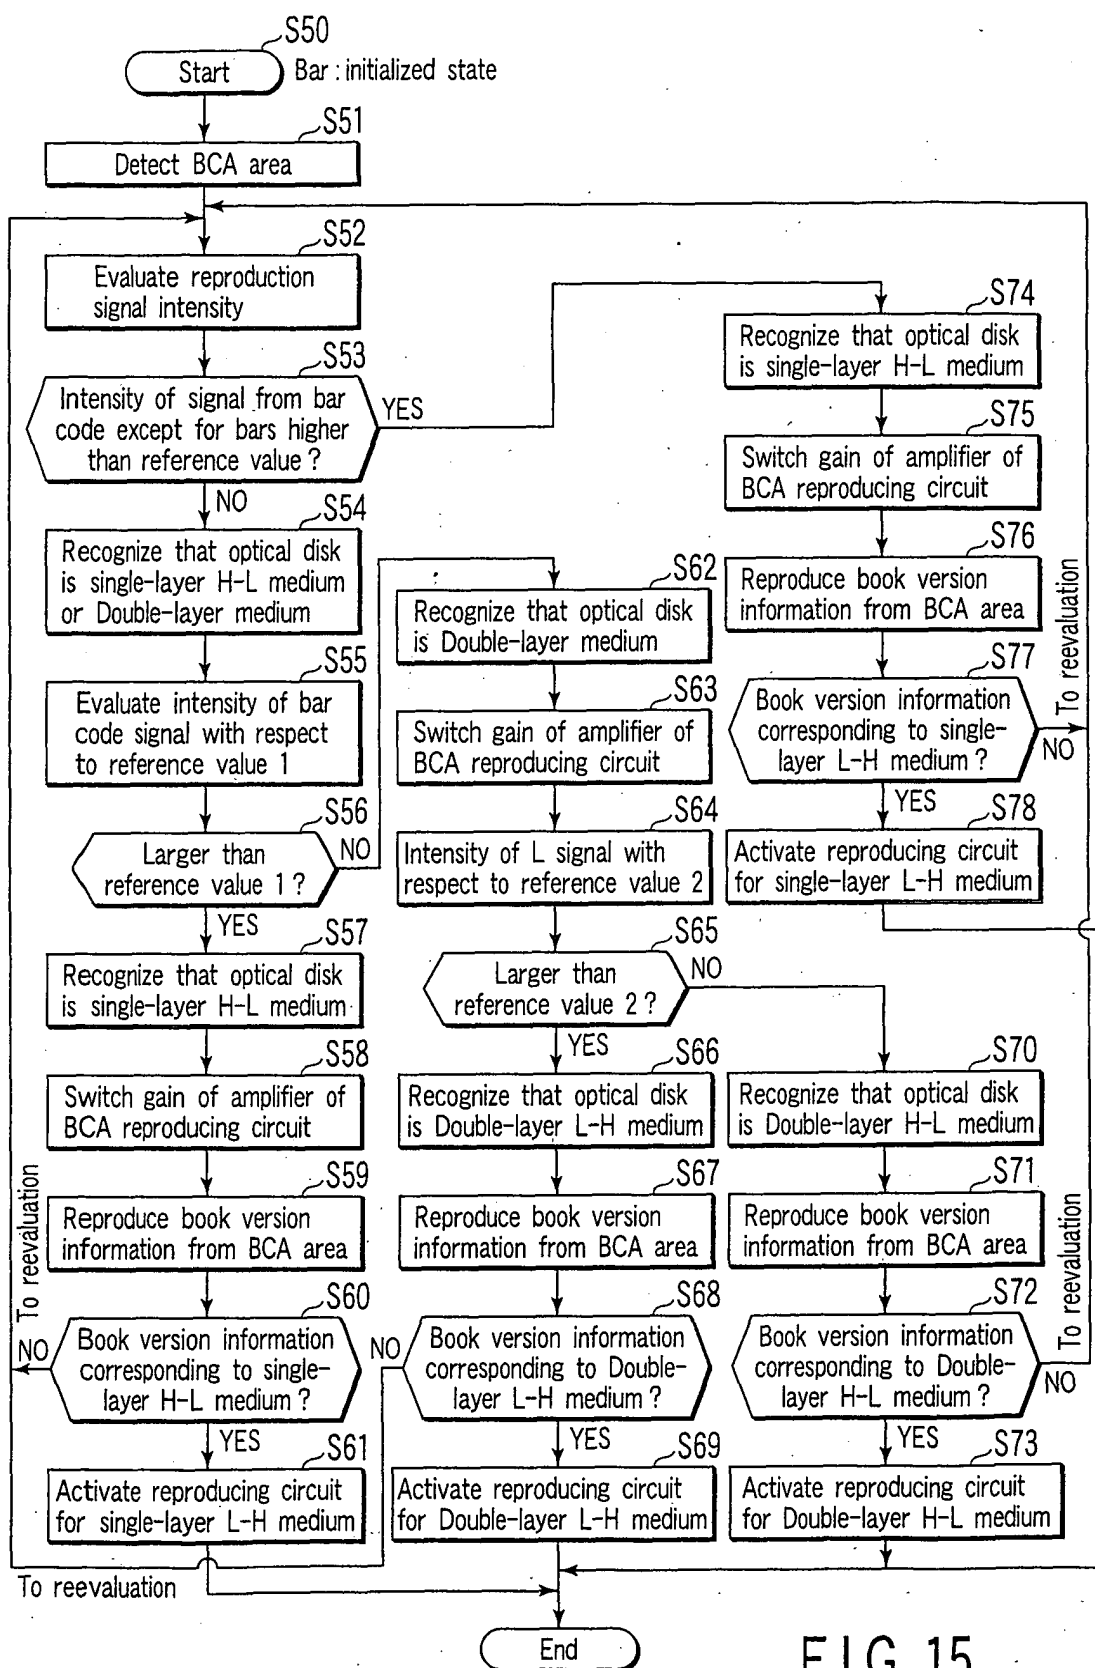 S50
Start
Bar : initialized state
S51
Detect BCA area
S52
Evaluate reproduction
signal intensity
S53
Intensity of signal from bar
code except for bars higher
than reference value ?
YES
NO
S54
Recognize that optical disk
is single-layer H-L medium
or Double-layer medium
S55
Evaluate intensity of bar
code signal with respect
to reference value 1
S56
Larger than
reference value 1 ?
NO
YES
S57
Recognize that optical disk
is single-layer H-L medium
S58
Switch gain of amplifier of
BCA reproducing circuit
S59
Reproduce book version
information from BCA area
To reevaluation
S60
Book version information
corresponding to single-
layer H-L medium ?
NO
YES
S61
Activate reproducing circuit
for single-layer L-H medium
To reevaluation
S62
Recognize that optical disk
is Double-layer medium
S63
Switch gain of amplifier of
BCA reproducing circuit
S64
Intensity of L signal with
respect to reference value 2
S65
Larger than
reference value 2 ?
NO
YES
S66
Recognize that optical disk
is Double-layer L-H medium
S67
Reproduce book version
information from BCA area
S68
Book version information
corresponding to Double-
layer L-H medium ?
NO
YES
S69
Activate reproducing circuit
for Double-layer L-H medium
S74
Recognize that optical disk
is single-layer H-L medium
S75
Switch gain of amplifier of
BCA reproducing circuit
S76
Reproduce book version
information from BCA area
To reevaluation
S77
Book version information
corresponding to single-
layer L-H medium ?
NO
YES
S78
Activate reproducing circuit
for single-layer L-H medium
S70
Recognize that optical disk
is Double-layer H-L medium
S71
Reproduce book version
information from BCA area
To reevaluation
S72
Book version information
corresponding to Double-
layer H-L medium ?
NO
YES
S73
Activate reproducing circuit
for Double-layer H-L medium
End
FIG. 15